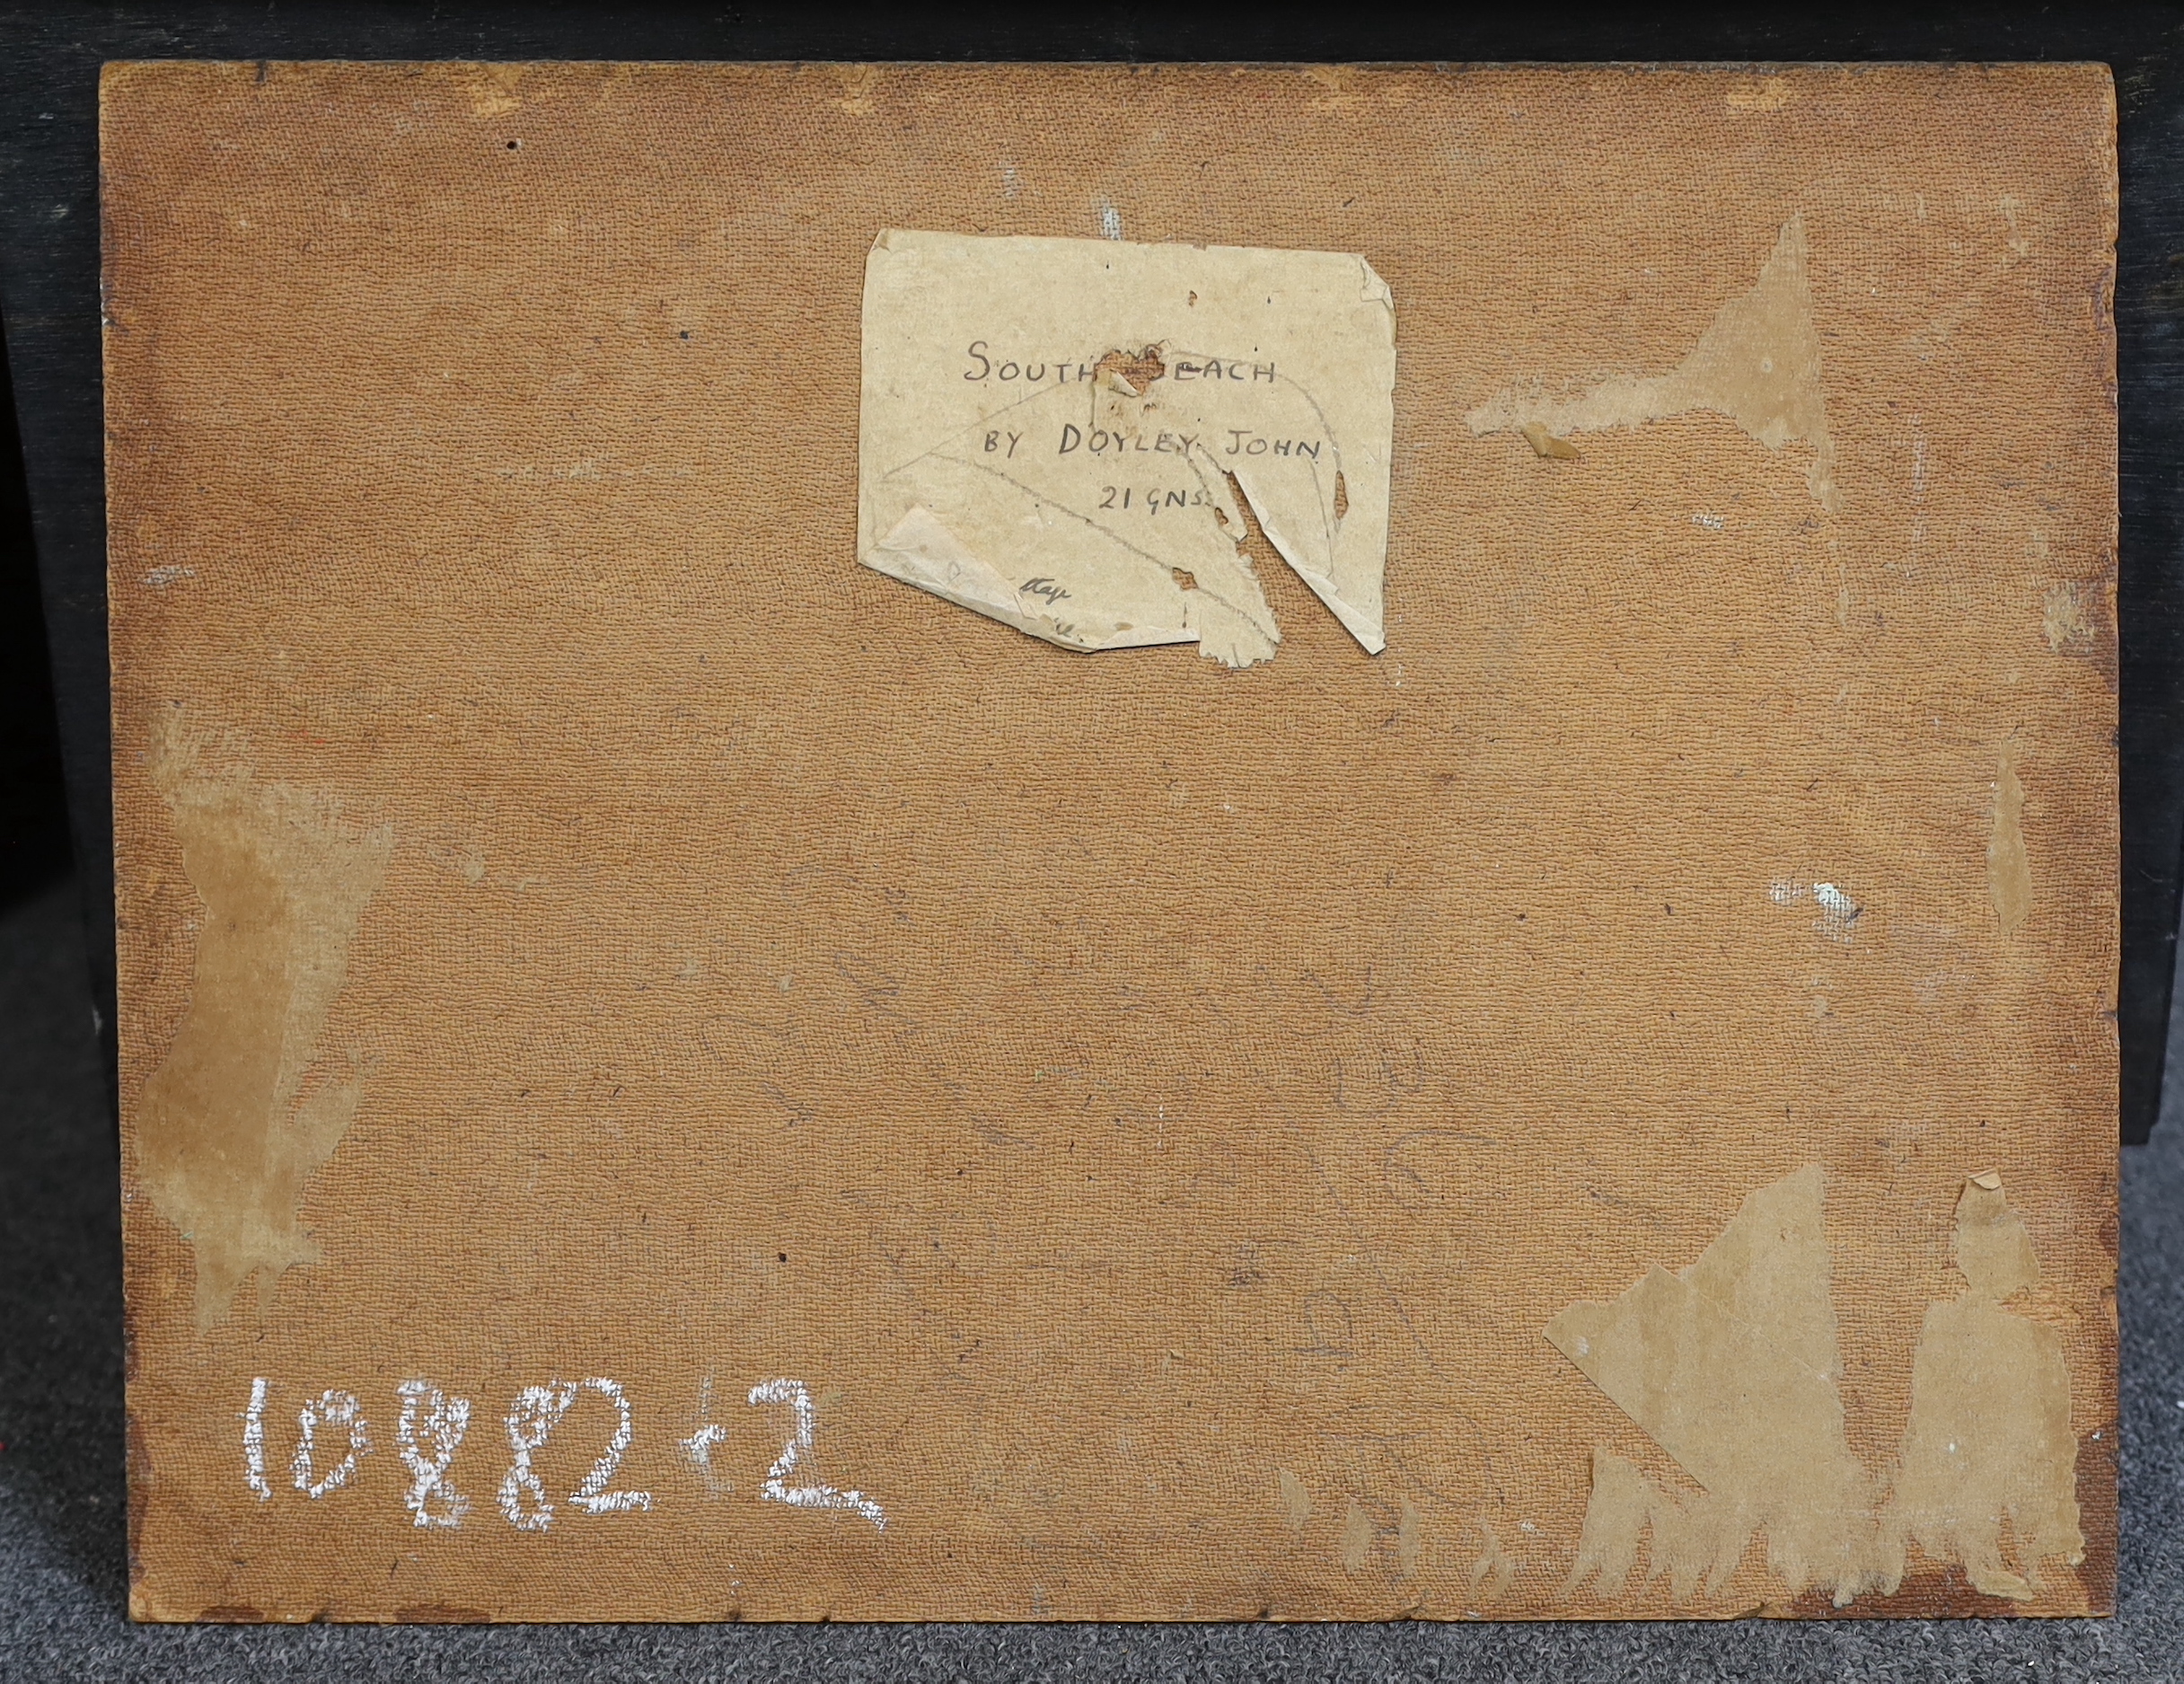 SOUTH BEACH
BY DOYLEY JOHN
21 GNS.
10882+2